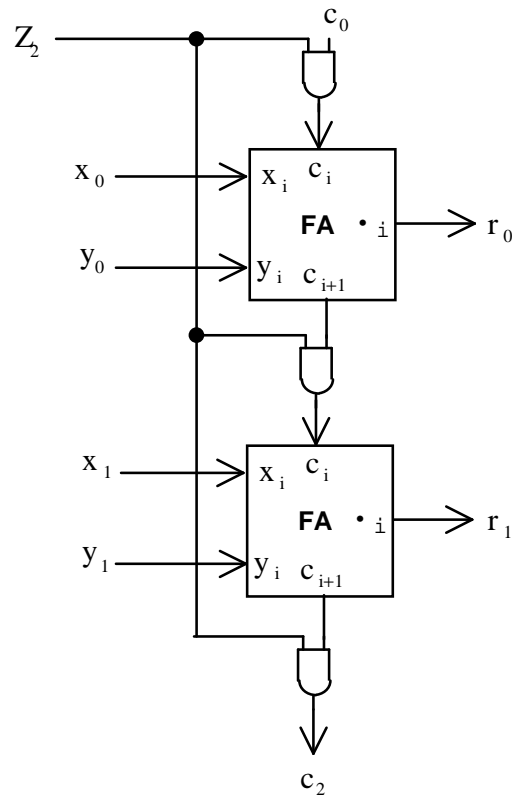 Z₂
c₀
x₀
xᵢ
cᵢ
FA
• ᵢ
r₀
y₀
yᵢ
cᵢ₊₁
x₁
xᵢ
cᵢ
FA
• ᵢ
r₁
y₁
yᵢ
cᵢ₊₁
c₂